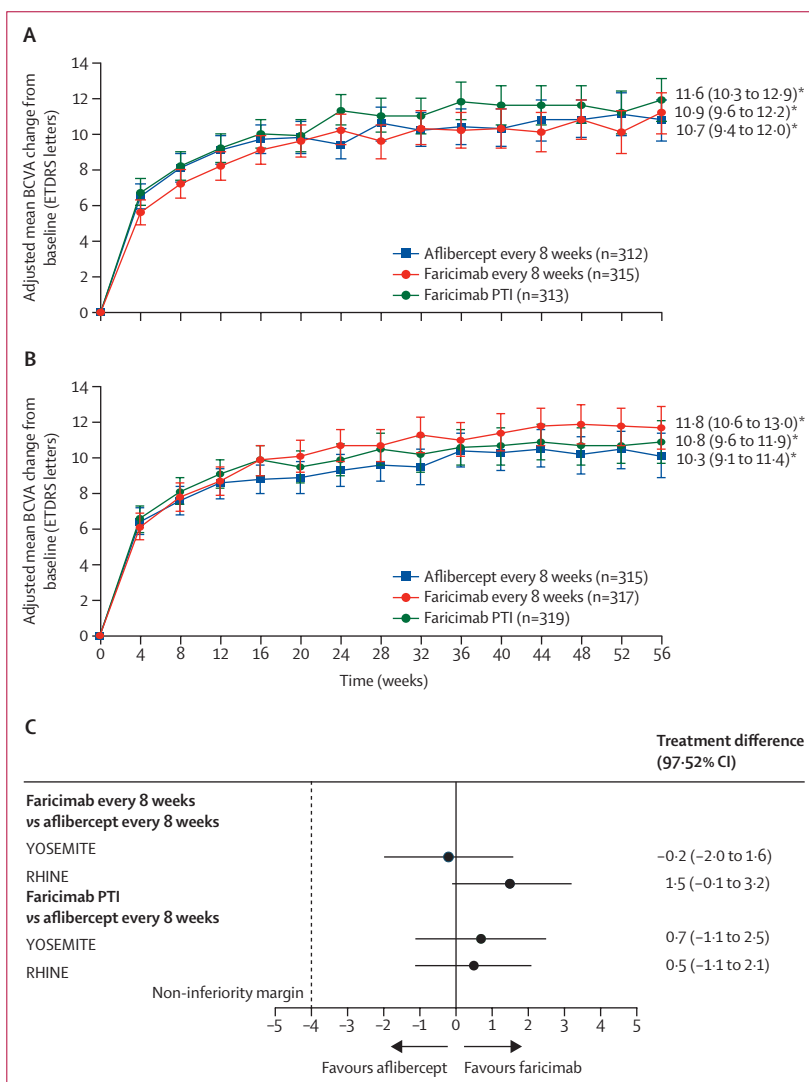 A
14
12
10
8
6
4
2
0
Adjusted mean BCVA change from
baseline (ETDRS letters)
11·6 (10·3 to 12·9)*
10·9 (9·6 to 12·2)*
10·7 (9·4 to 12·0)*
Aflibercept every 8 weeks (n=312)
Faricimab every 8 weeks (n=315)
Faricimab PTI (n=313)
B
14
12
10
8
6
4
2
0
Adjusted mean BCVA change from
baseline (ETDRS letters)
11·8 (10·6 to 13·0)*
10·8 (9·6 to 11·9)*
10·3 (9·1 to 11·4)*
Aflibercept every 8 weeks (n=315)
Faricimab every 8 weeks (n=317)
Faricimab PTI (n=319)
0 4 8 12 16 20 24 28 32 36 40 44 48 52 56
Time (weeks)
C
Treatment difference
(97·52% CI)
Faricimab every 8 weeks
vs aflibercept every 8 weeks
YOSEMITE −0·2 (−2·0 to 1·6)
RHINE 1·5 (−0·1 to 3·2)
Faricimab PTI
vs aflibercept every 8 weeks
YOSEMITE 0·7 (−1·1 to 2·5)
RHINE 0·5 (−1·1 to 2·1)
Non-inferiority margin
−5 −4 −3 −2 −1 0 1 2 3 4 5
Favours aflibercept Favours faricimab